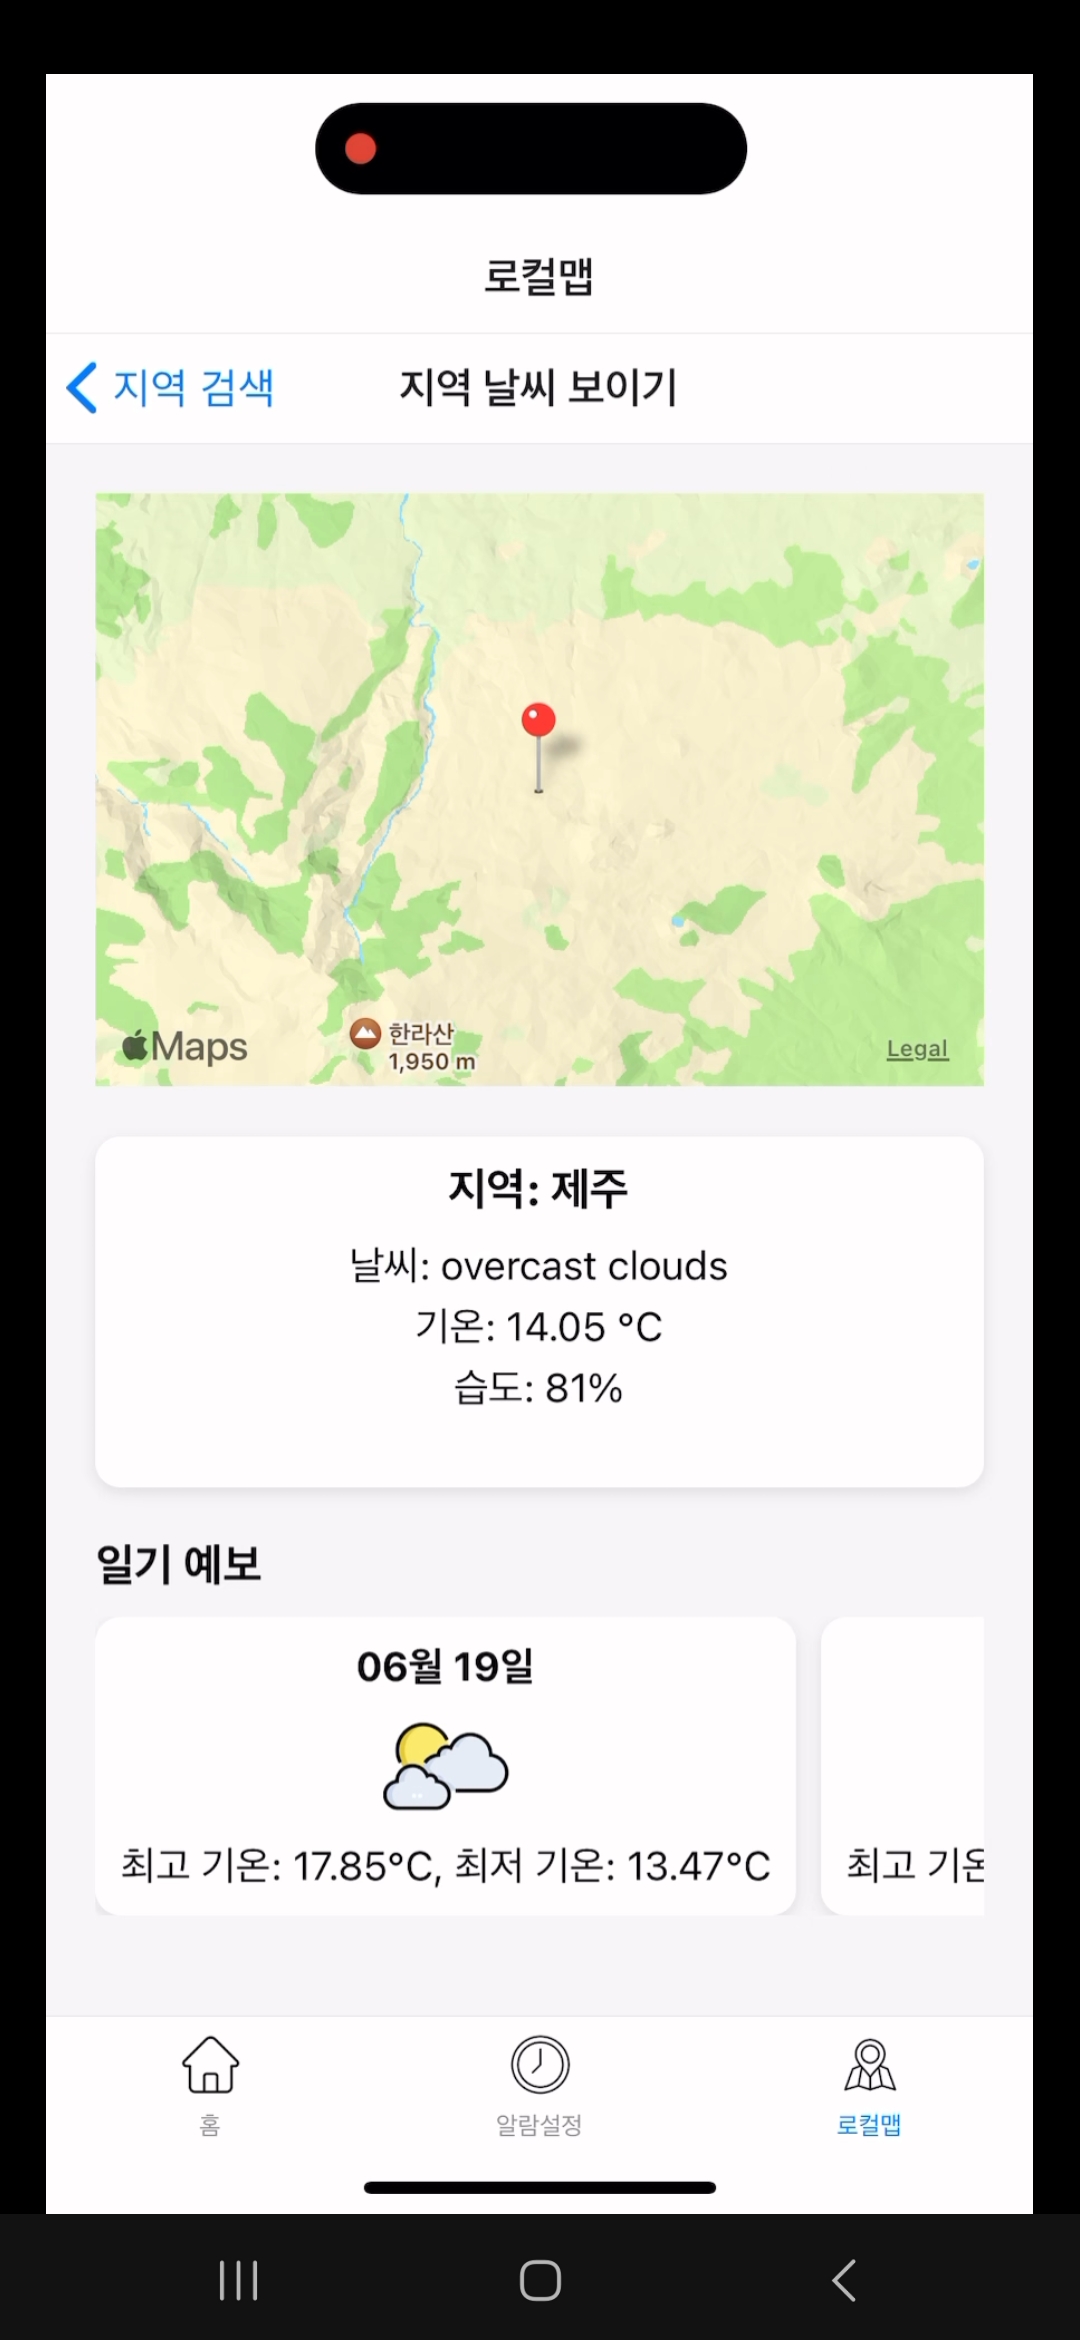 로컬맵
지역 검색
지역 날씨 보이기
한라산
1,950 m
Maps
Legal
지역: 제주
날씨: overcast clouds
기온: 14.05 °C
습도: 81%
일기 예보
06월 19일
최고 기온: 17.85°C, 최저 기온: 13.47°C
최고 기온
홈
알람설정
로컬맵